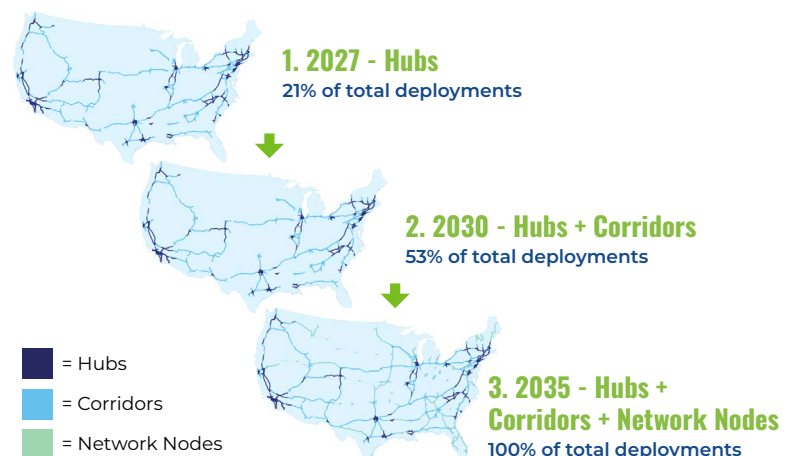 1. 2027 - Hubs
21% of total deployments
2. 2030 - Hubs + Corridors
53% of total deployments
= Hubs
= Corridors
= Network Nodes
3. 2035 - Hubs +
Corridors + Network Nodes
100% of total deployments